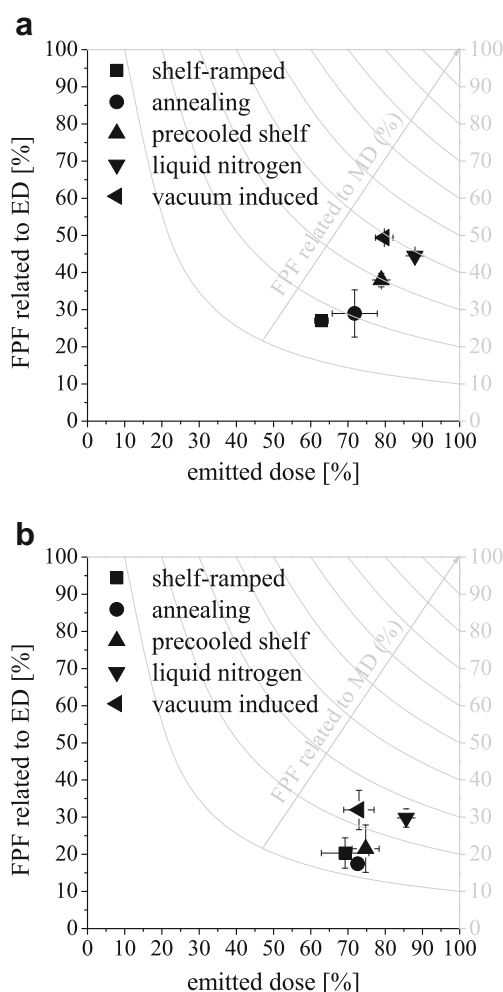 a
100
90
80
70
60
50
40
30
20
10
0
FPF related to ED [%]
shelf-ramped
annealing
precooled shelf
liquid nitrogen
vacuum induced
FPF related to MD (%)
100
90
80
70
60
50
40
30
20
10
0
0 10 20 30 40 50 60 70 80 90 100
emitted dose [%]
b
100
90
80
70
60
50
40
30
20
10
0
FPF related to ED [%]
shelf-ramped
annealing
precooled shelf
liquid nitrogen
vacuum induced
FPF related to MD (%)
100
90
80
70
60
50
40
30
20
10
0
0 10 20 30 40 50 60 70 80 90 100
emitted dose [%]